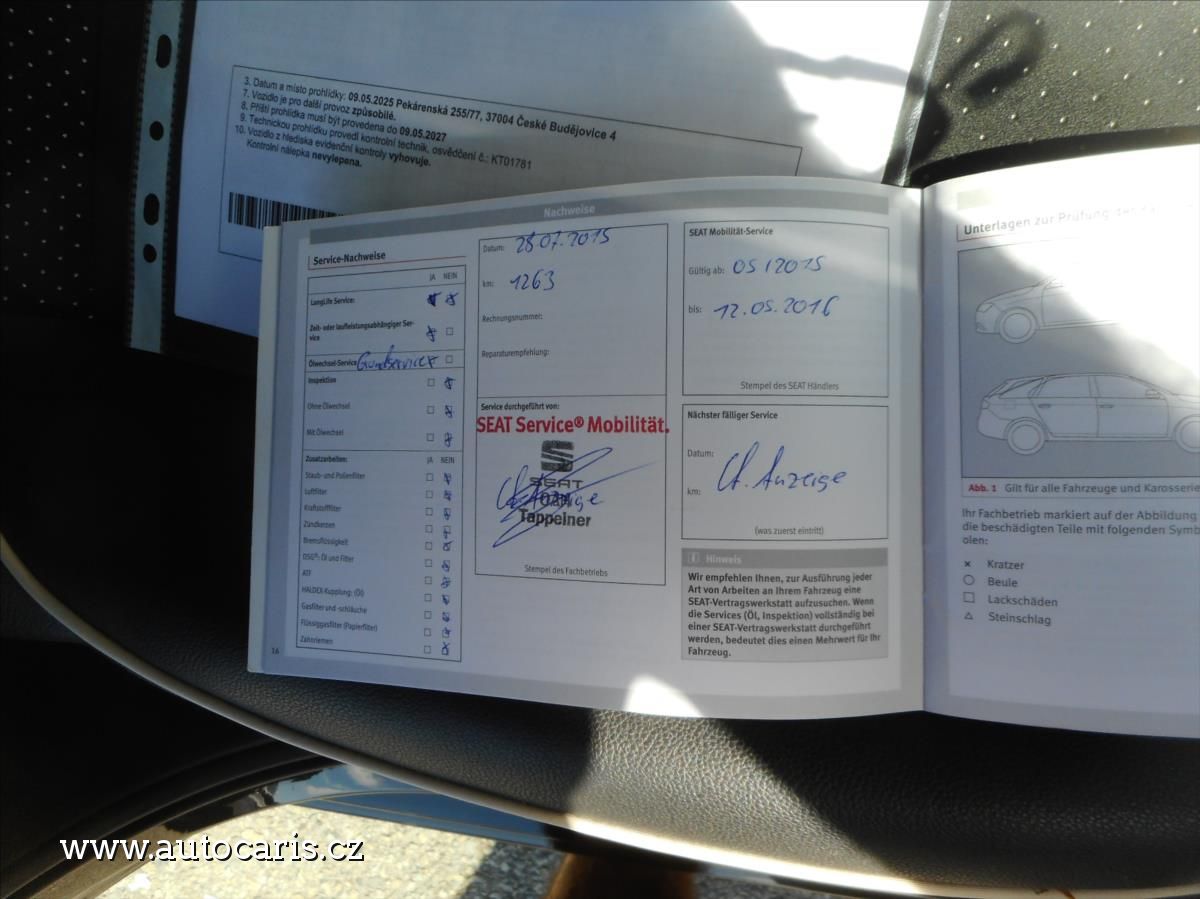 3. Datum a místo prohlídky: 09.05.2025 Pekárenská 255/77, 37004 České Budějovice 4
7. Vozidlo je pro další provoz způsobilé.
8. Příští prohlídka musí být provedena do 09.05.2027
9. Technickou prohlídku provedl kontrolní technik, osvědčení č.: KT01781
10. Vozidlo z hlediska evidenční kontroly vyhovuje.
Kontrolní nálepka nevylepena.
Nachweise
Service-Nachweise
JA NEIN
LongLife Service:
Zeit- oder laufleistungsabhängiger Ser-
vice
Ölwechsel-Service Grundservice
Inspektion
Ohne Ölwechsel
Mit Ölwechsel
Zusatzarbeiten: JA NEIN
Staub- und Pollenfilter
Luftfilter
Kraftstofffilter
Zündkerzen
Bremsflüssigkeit
DSG®: Öl und Filter
ATF
HALDEX-Kupplung: (Öl)
Gasfilter und -schläuche
Flüssiggasfilter (Papierfilter)
Zahnriemen
16
Datum: 28.07.2015
km: 1263
Rechnungsnummer:
Reparaturempfehlung:
Service durchgeführt von:
SEAT Service® Mobilität.
SEAT
Tappeiner
Stempel des Fachbetriebs
SEAT Mobilität-Service
Gültig ab: 05/2015
bis: 12.05.2016
Stempel des SEAT Händlers
Nächster fälliger Service
Datum:
km: lt. Anzeige
(was zuerst eintritt)
Hinweis
Wir empfehlen Ihnen, zur Ausführung jeder
Art von Arbeiten an Ihrem Fahrzeug eine
SEAT-Vertragswerkstatt aufzusuchen. Wenn
die Services (Öl, Inspektion) vollständig bei
einer SEAT-Vertragswerkstatt durchgeführt
werden, bedeutet dies einen Mehrwert für Ihr
Fahrzeug.
Unterlagen zur Prüfung
Abb. 1 Gilt für alle Fahrzeuge und Karosserie
Ihr Fachbetrieb markiert auf der Abbildung
die beschädigten Teile mit folgenden Symb
olen:
Kratzer
Beule
Lackschäden
Steinschlag
www.autocaris.cz